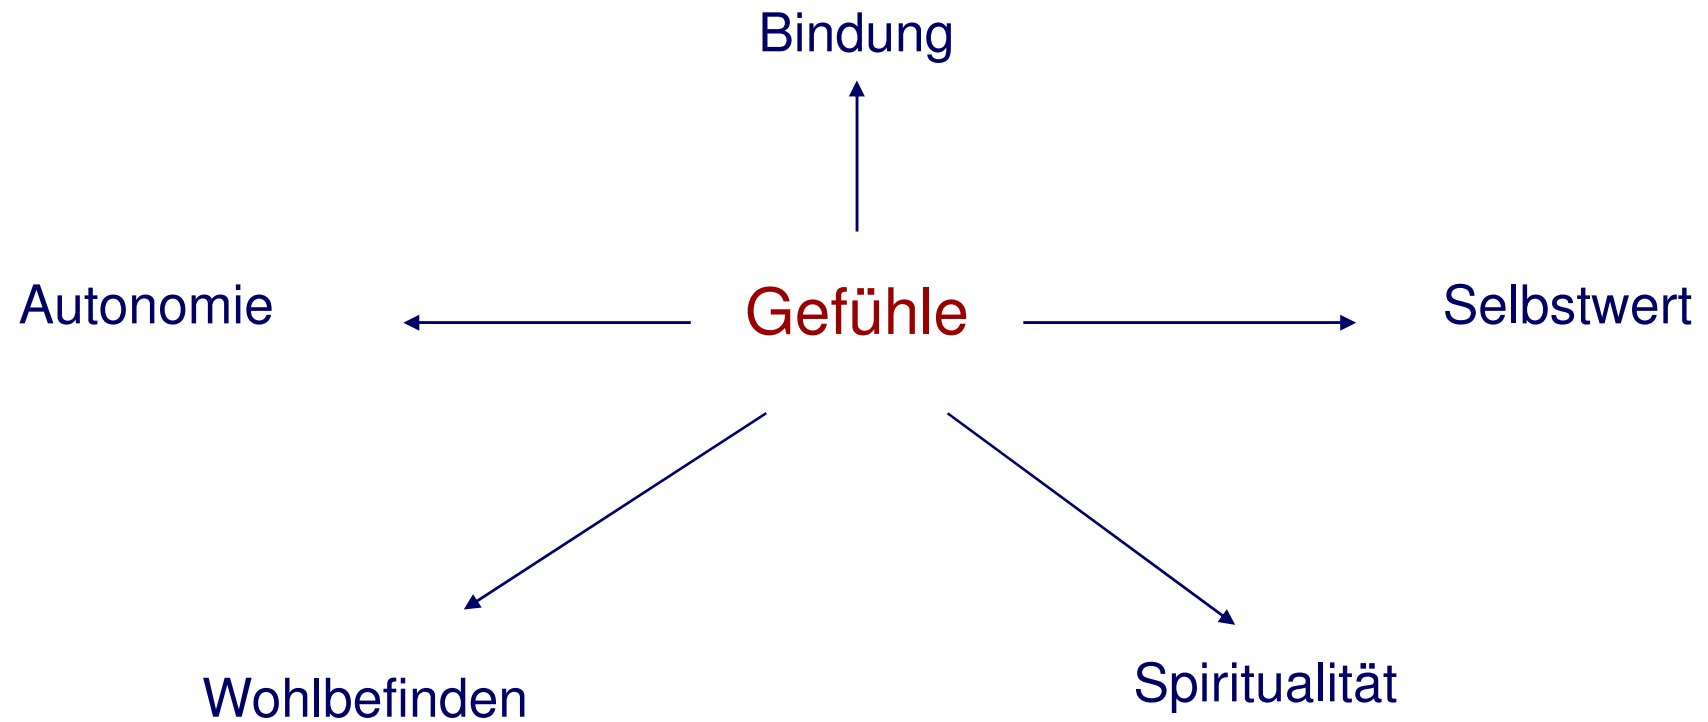 Bindung
Autonomie
Gefühle
Selbstwert
Wohlbefinden
Spiritualität